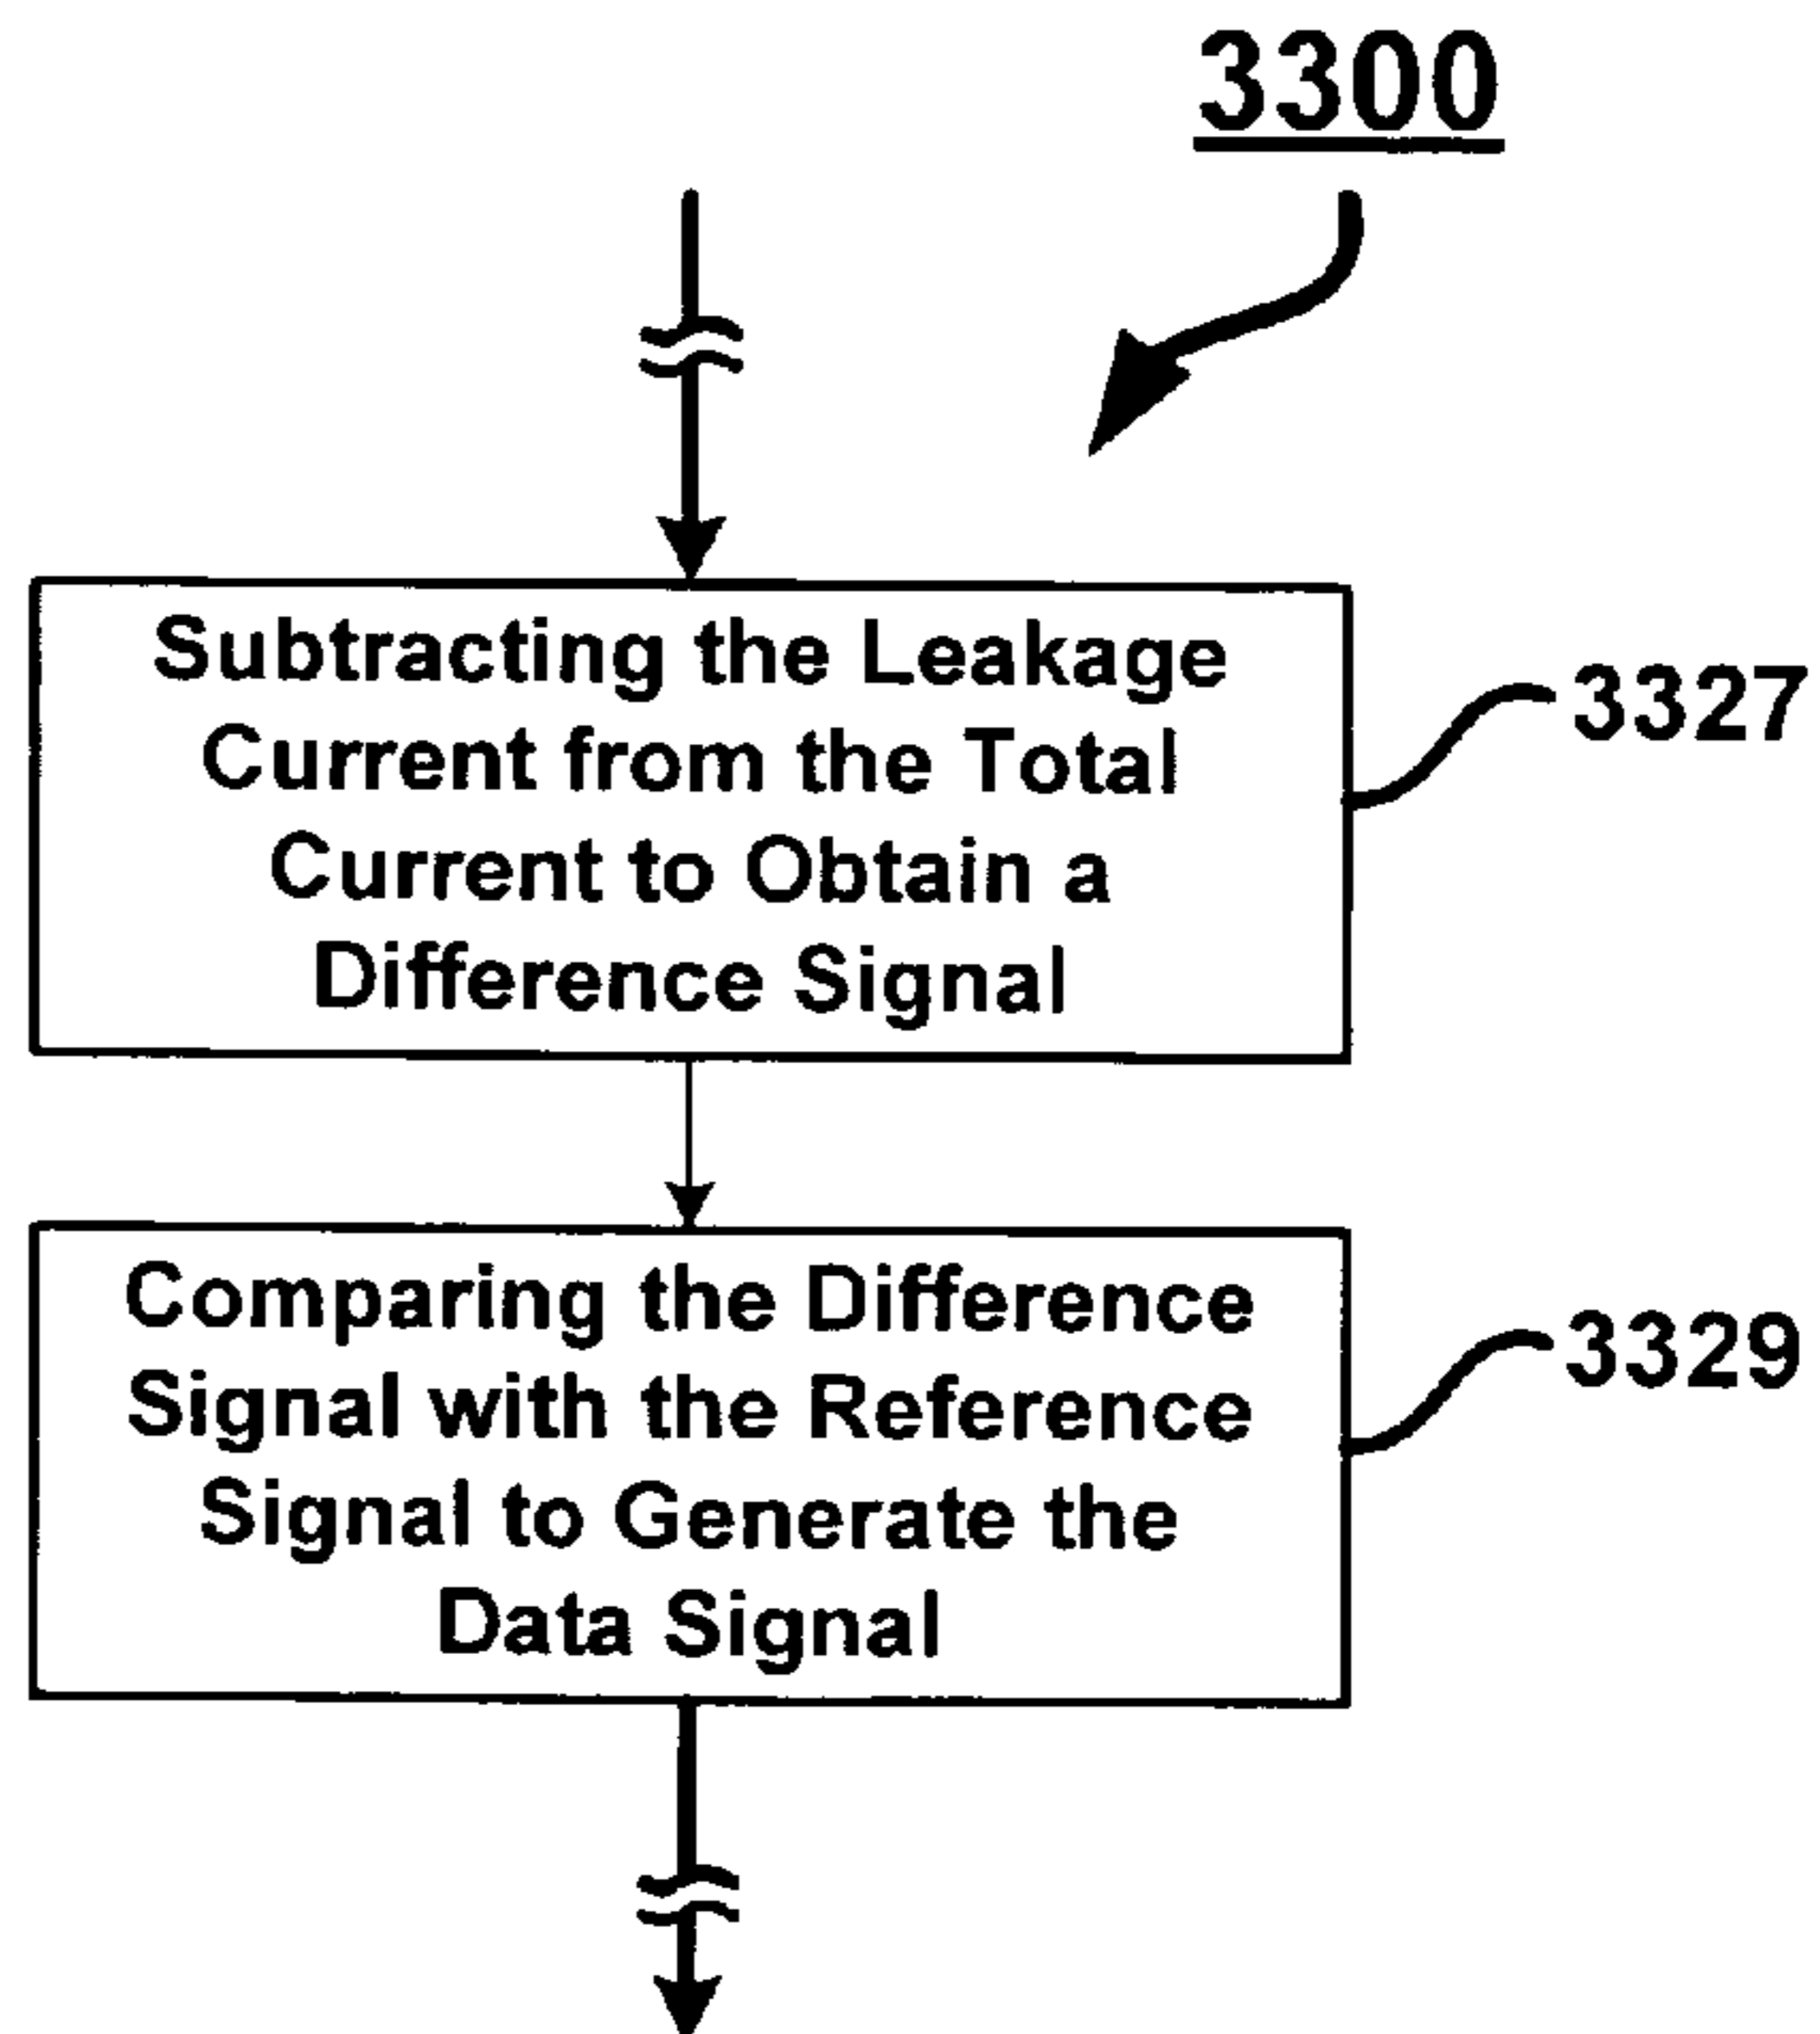 3300
Subtracting the Leakage
Current from the Total
Current to Obtain a
Difference Signal
3327
Comparing the Difference
Signal with the Reference
Signal to Generate the
Data Signal
3329